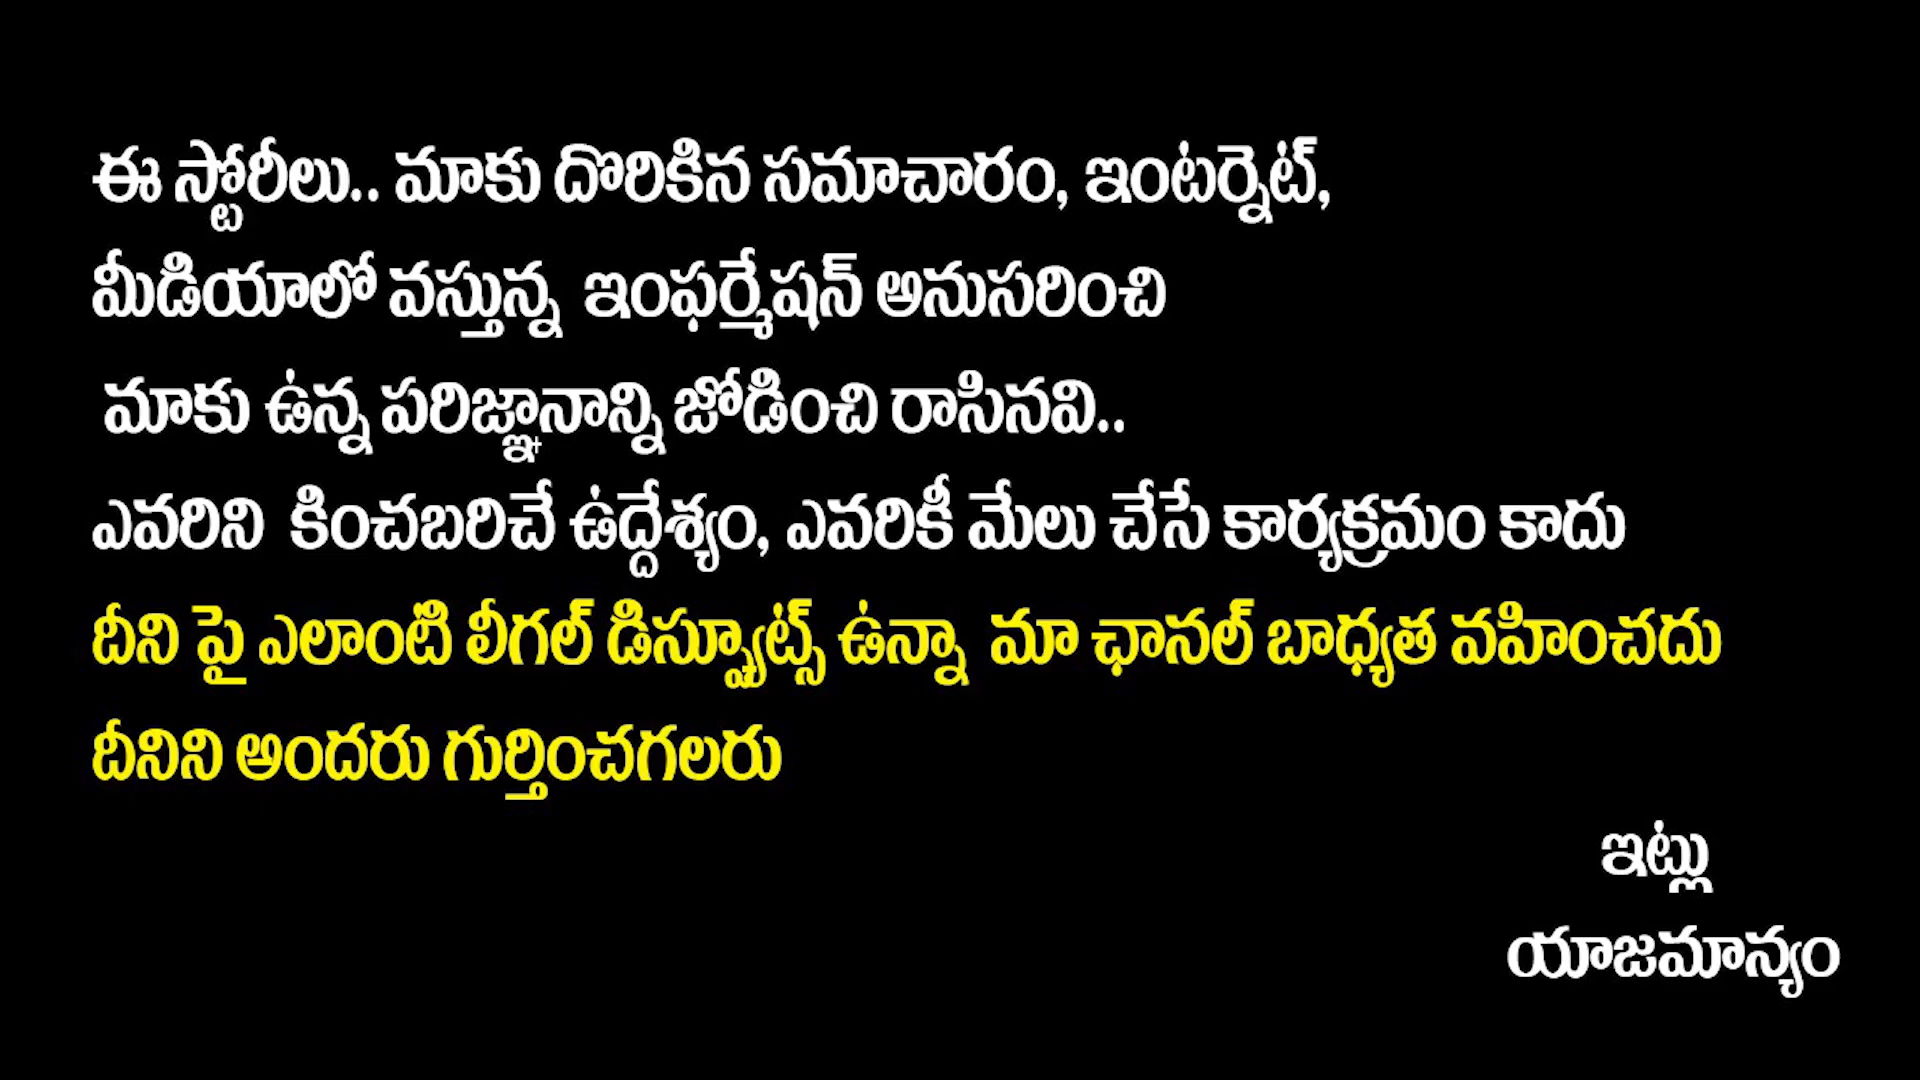 ఈ స్టోరీలు.. మాకు దొరికిన సమాచారం, ఇంటర్నెట్,
మీడియాలో వస్తున్న ఇంఫర్మేషన్ అనుసరించి
మాకు ఉన్న పరిజ్ఞానాన్ని జోడించి రాసినవి..
ఎవరిని కించబరిచే ఉద్దేశ్యం, ఎవరికీ మేలు చేసే కార్యక్రమం కాదు
దీని పై ఎలాంటి లీగల్ డిస్ప్యూట్స్ ఉన్నా మా ఛానల్ బాధ్యత వహించదు
దీనిని అందరు గుర్తించగలరు
ఇట్లు
యాజమాన్యం